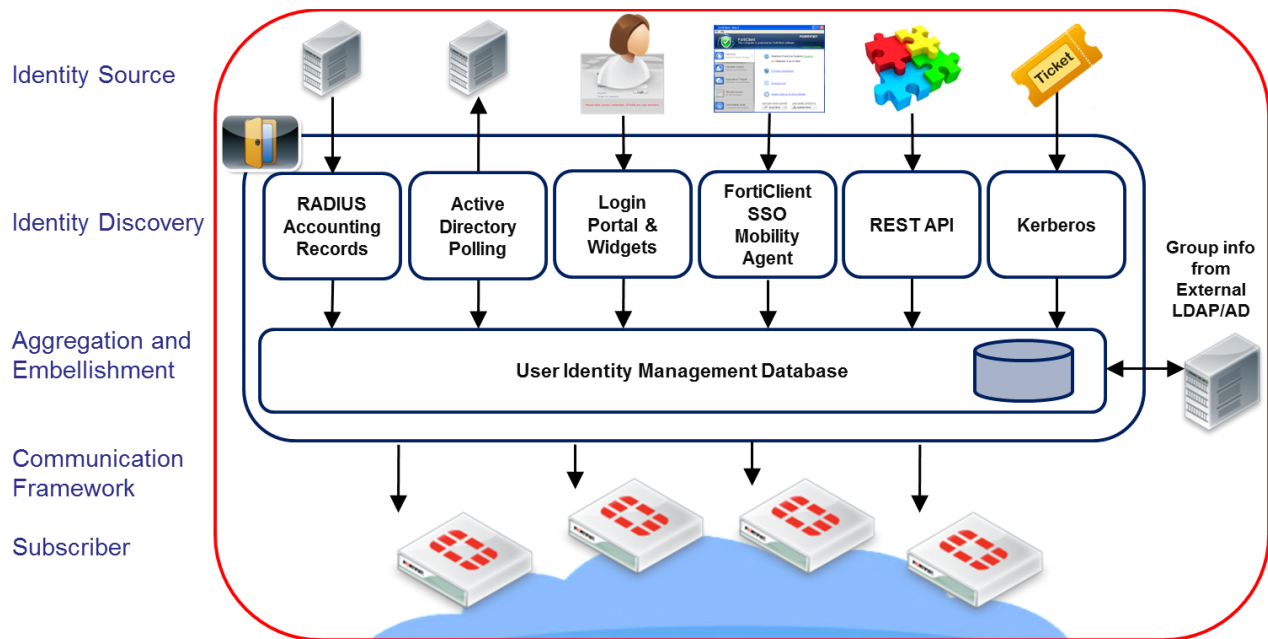 Identity Source
FortiClient
Ticket
Identity Discovery
RADIUS
Accounting
Records
Active
Directory
Polling
Login
Portal &
Widgets
FortiClient
SSO
Mobility
Agent
REST API
Kerberos
Group info
from
External
LDAP/AD
Aggregation and
Embellishment
User Identity Management Database
Communication
Framework
Subscriber